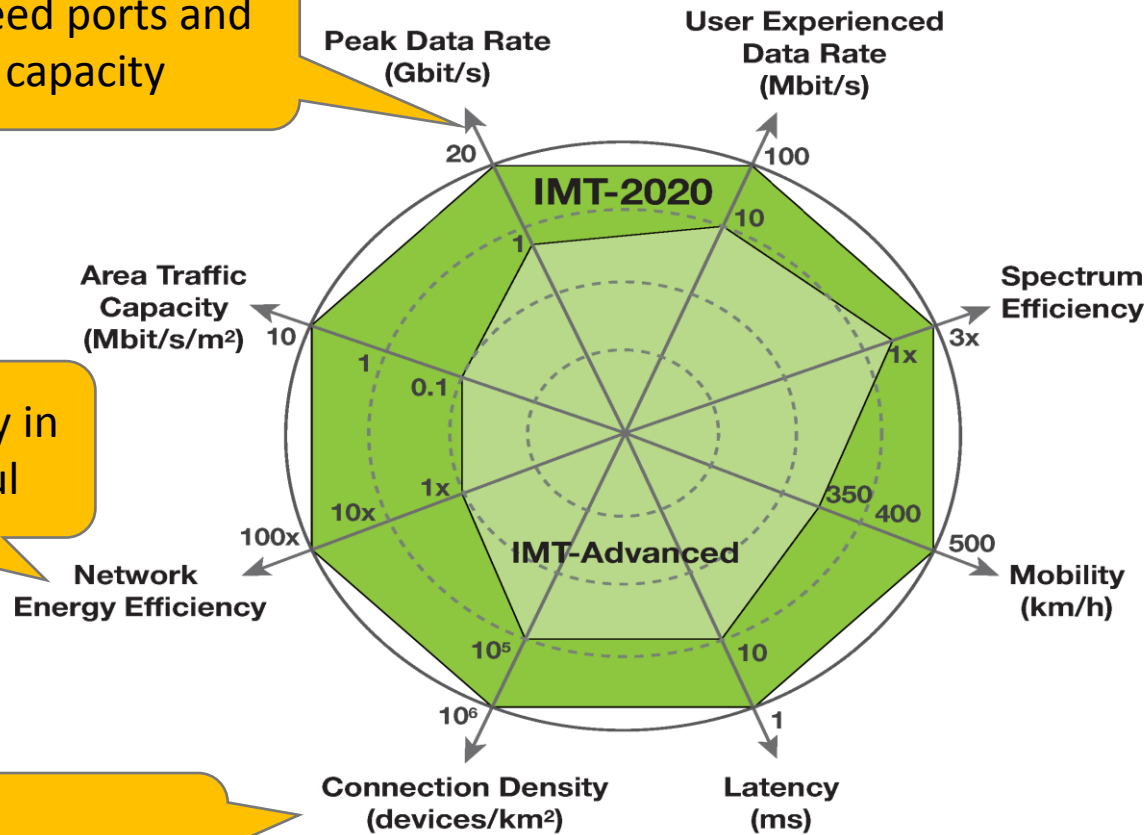 eed ports and
capacity
Peak Data Rate
(Gbit/s)
User Experienced
Data Rate
(Mbit/s)
20
100
IMT-2020
1
10
Area Traffic
Capacity
(Mbit/s/m²)
10
1
0.1
Spectrum
Efficiency
3x
1x
y in
ul
1x
10x
100x
Network
Energy Efficiency
350
400
500
Mobility
(km/h)
IMT-Advanced
10⁵
10⁶
10
1
Connection Density
(devices/km²)
Latency
(ms)